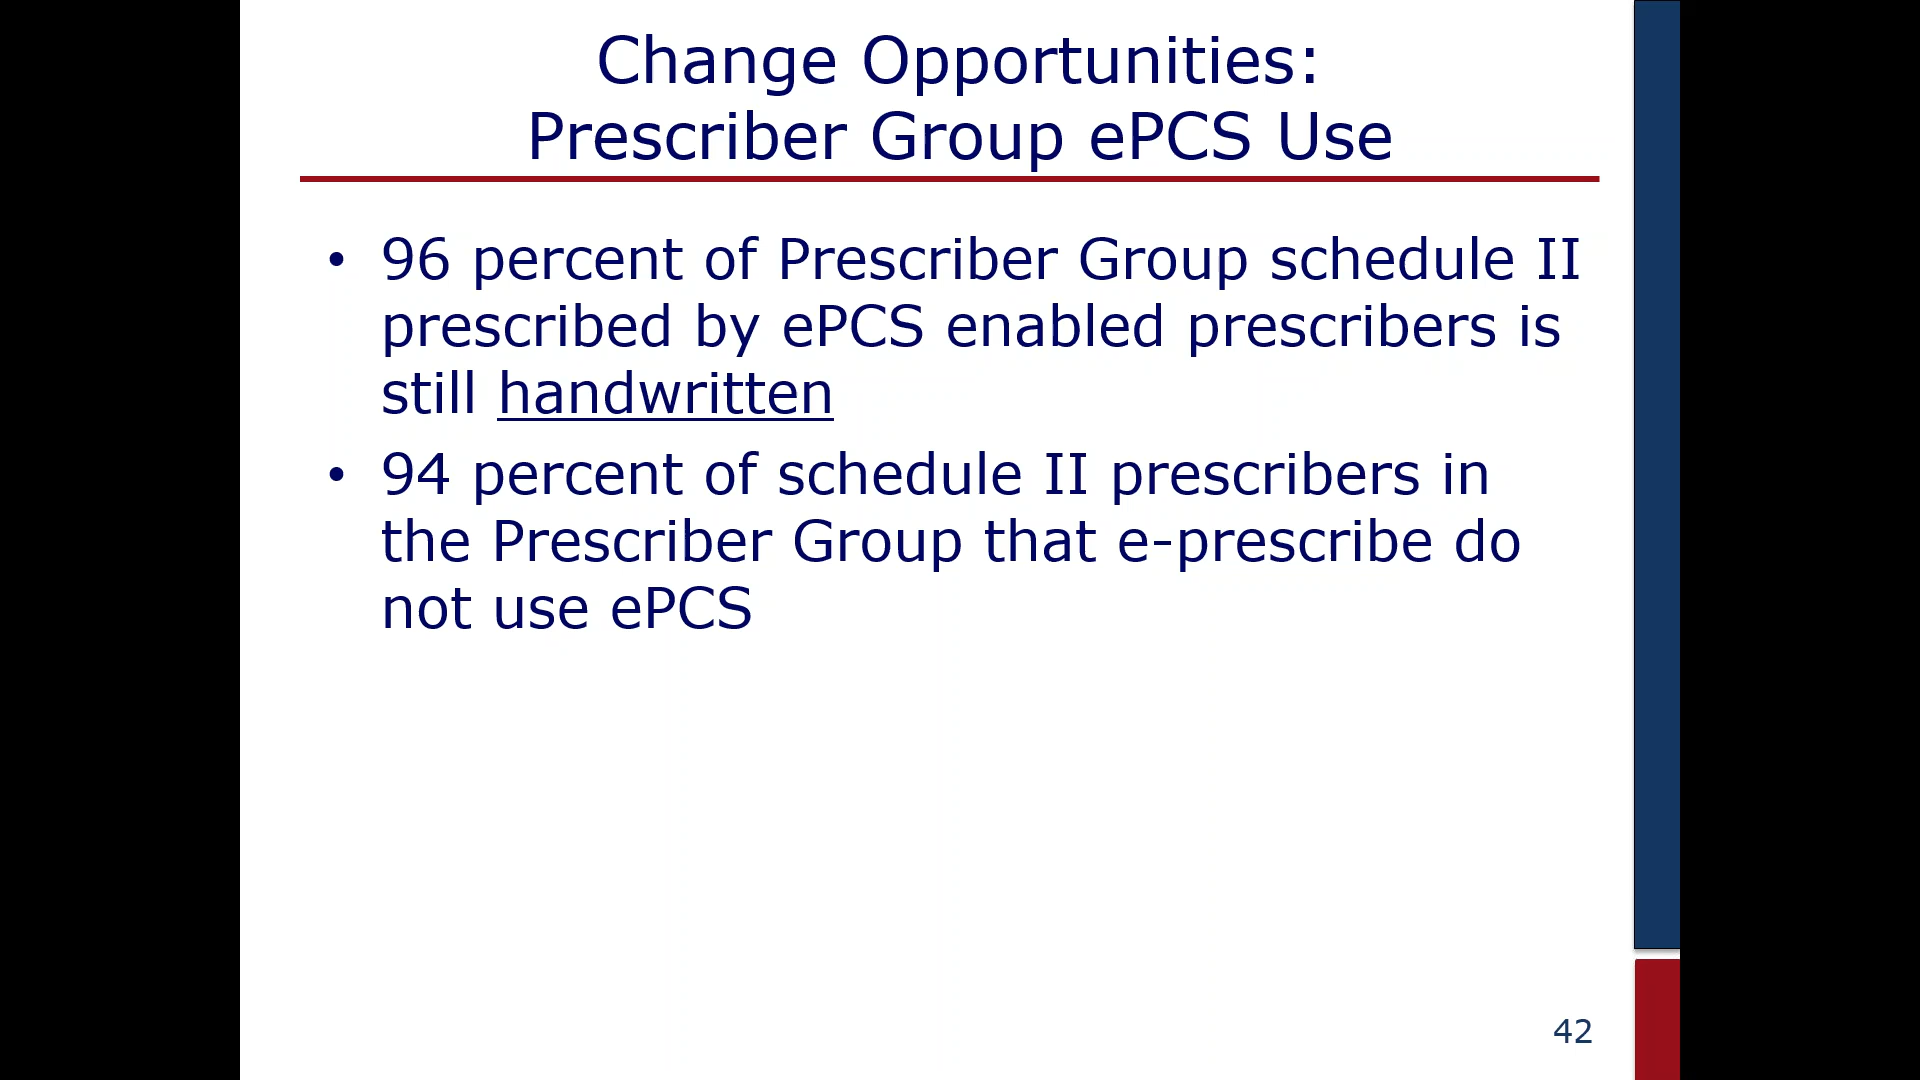 Change Opportunities:
Prescriber Group ePCS Use
• 96 percent of Prescriber Group schedule II
prescribed by ePCS enabled prescribers is
still handwritten
• 94 percent of schedule II prescribers in
the Prescriber Group that e-prescribe do
not use ePCS
42